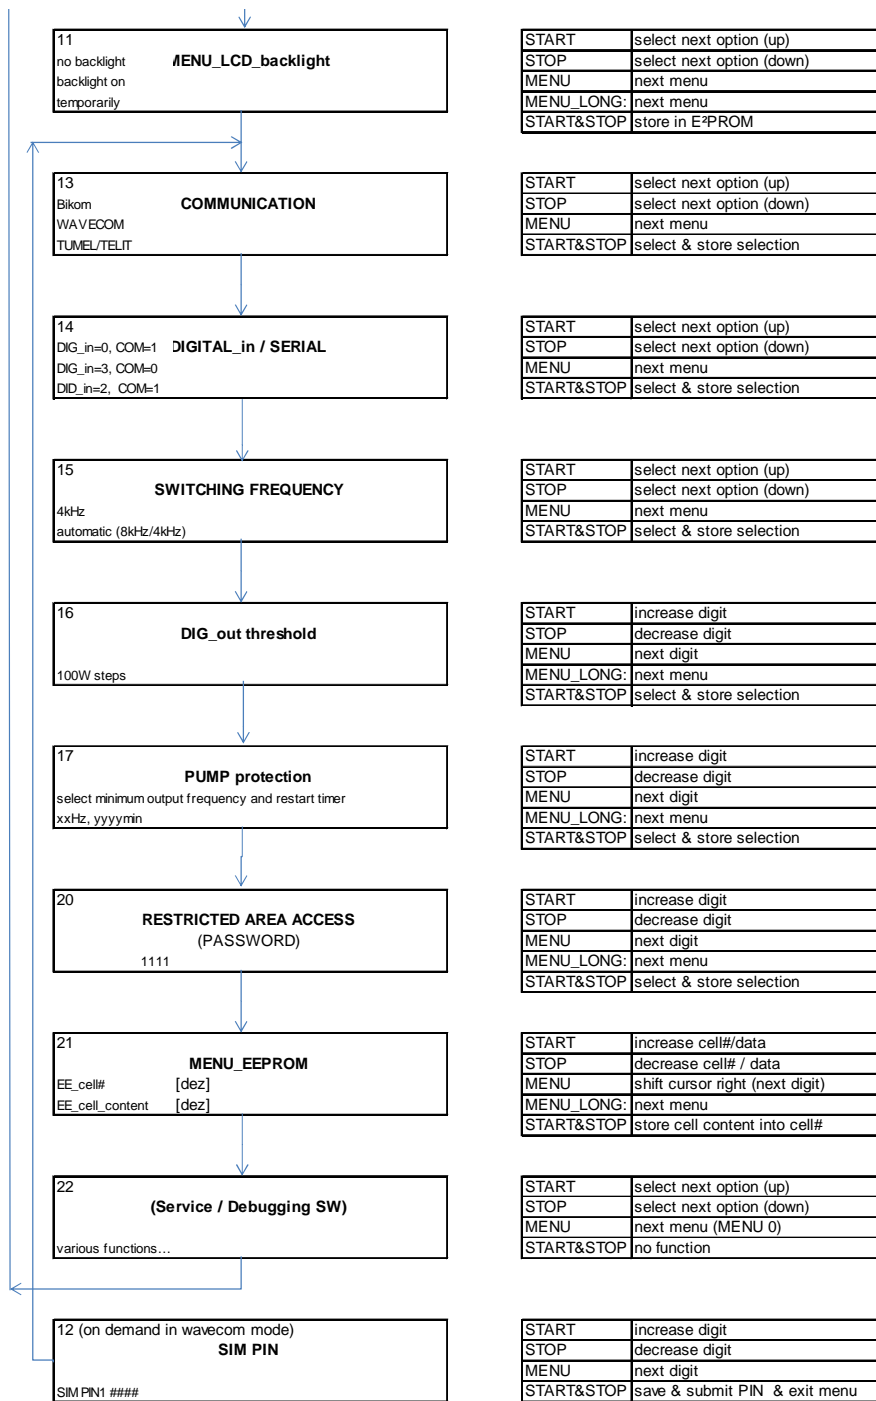 11
MENU_LCD_backlight
no backlight
backlight on
temporarily
START select next option (up)
STOP select next option (down)
MENU next menu
MENU_LONG: next menu
START&STOP store in E²PROM
13
Bikom COMMUNICATION
WAVECOM
TUMEL/TELIT
START select next option (up)
STOP select next option (down)
MENU next menu
START&STOP select & store selection
14
DIG_in=0, COM=1 DIGITAL_in / SERIAL
DIG_in=3, COM=0
DID_in=2, COM=1
START select next option (up)
STOP select next option (down)
MENU next menu
START&STOP select & store selection
15
SWITCHING FREQUENCY
4kHz
automatic (8kHz/4kHz)
START select next option (up)
STOP select next option (down)
MENU next menu
START&STOP select & store selection
16
DIG_out threshold
100W steps
START increase digit
STOP decrease digit
MENU next digit
MENU_LONG: next menu
START&STOP select & store selection
17
PUMP protection
select minimum output frequency and restart timer
xxHz, yyyymin
START increase digit
STOP decrease digit
MENU next digit
MENU_LONG: next menu
START&STOP select & store selection
20
RESTRICTED AREA ACCESS
(PASSWORD)
1111
START increase digit
STOP decrease digit
MENU next digit
MENU_LONG: next menu
START&STOP select & store selection
21
MENU_EEPROM
EE_cell# [dez]
EE_cell_content [dez]
START increase cell#/data
STOP decrease cell# / data
MENU shift cursor right (next digit)
MENU_LONG: next menu
START&STOP store cell content into cell#
22
(Service / Debugging SW)
various functions…
START select next option (up)
STOP select next option (down)
MENU next menu (MENU 0)
START&STOP no function
12 (on demand in wavecom mode)
SIM PIN
SIM PIN1 ####
START increase digit
STOP decrease digit
MENU next digit
START&STOP save & submit PIN & exit menu